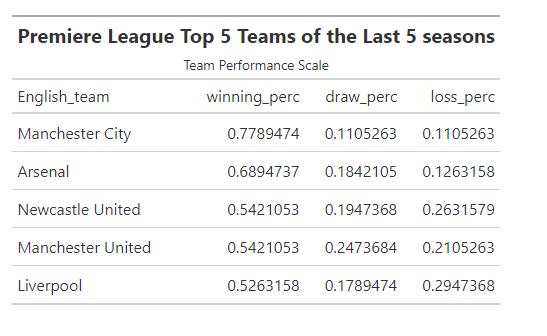 Premiere League Top 5 Teams of the Last 5 seasons
Team Performance Scale
English_team winning_perc draw_perc loss_perc
Manchester City 0.7789474 0.1105263 0.1105263
Arsenal 0.6894737 0.1842105 0.1263158
Newcastle United 0.5421053 0.1947368 0.2631579
Manchester United 0.5421053 0.2473684 0.2105263
Liverpool 0.5263158 0.1789474 0.2947368